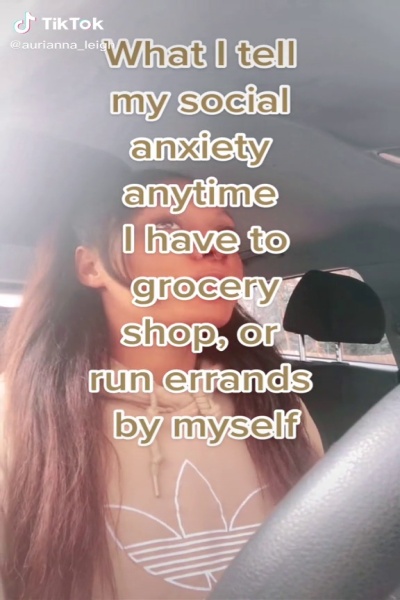 TikTok
@aurianna_leigh
What I tell
my social
anxiety
anytime
I have to
grocery
shop, or
run errands
by myself